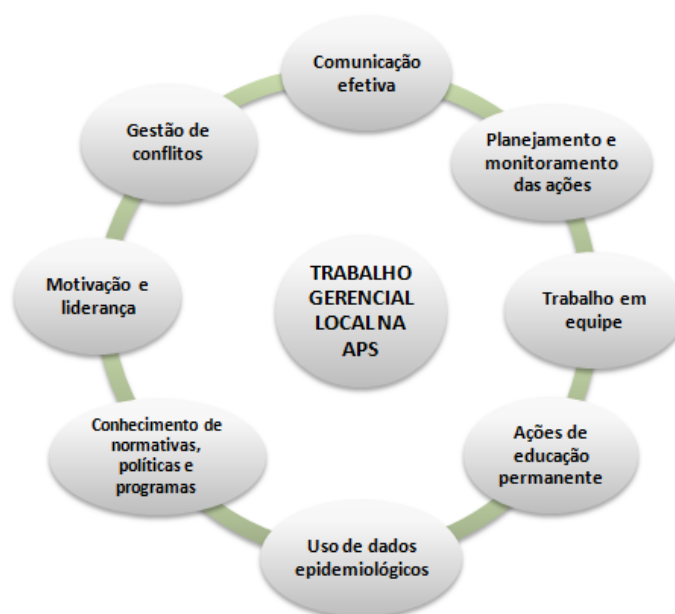 Comunicação
efetiva
Planejamento e
monitoramento
das ações
Trabalho em
equipe
Ações de
educação
permanente
Uso de dados
epidemiológicos
Conhecimento de
normativas,
políticas e
programas
Motivação e
liderança
Gestão de
conflitos
TRABALHO
GERENCIAL
LOCAL NA
APS